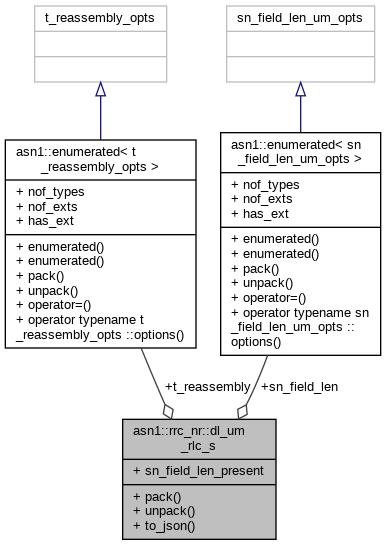 t_reassembly_opts
sn_field_len_um_opts
asn1::enumerated< t
_reassembly_opts >
+ nof_types
+ nof_exts
+ has_ext
+ enumerated()
+ enumerated()
+ pack()
+ unpack()
+ operator=()
+ operator typename t
_reassembly_opts ::options()
asn1::enumerated< sn
_field_len_um_opts >
+ nof_types
+ nof_exts
+ has_ext
+ enumerated()
+ enumerated()
+ pack()
+ unpack()
+ operator=()
+ operator typename sn
_field_len_um_opts ::
options()
+t_reassembly
+sn_field_len
asn1::rrc_nr::dl_um
_rlc_s
+ sn_field_len_present
+ pack()
+ unpack()
+ to_json()